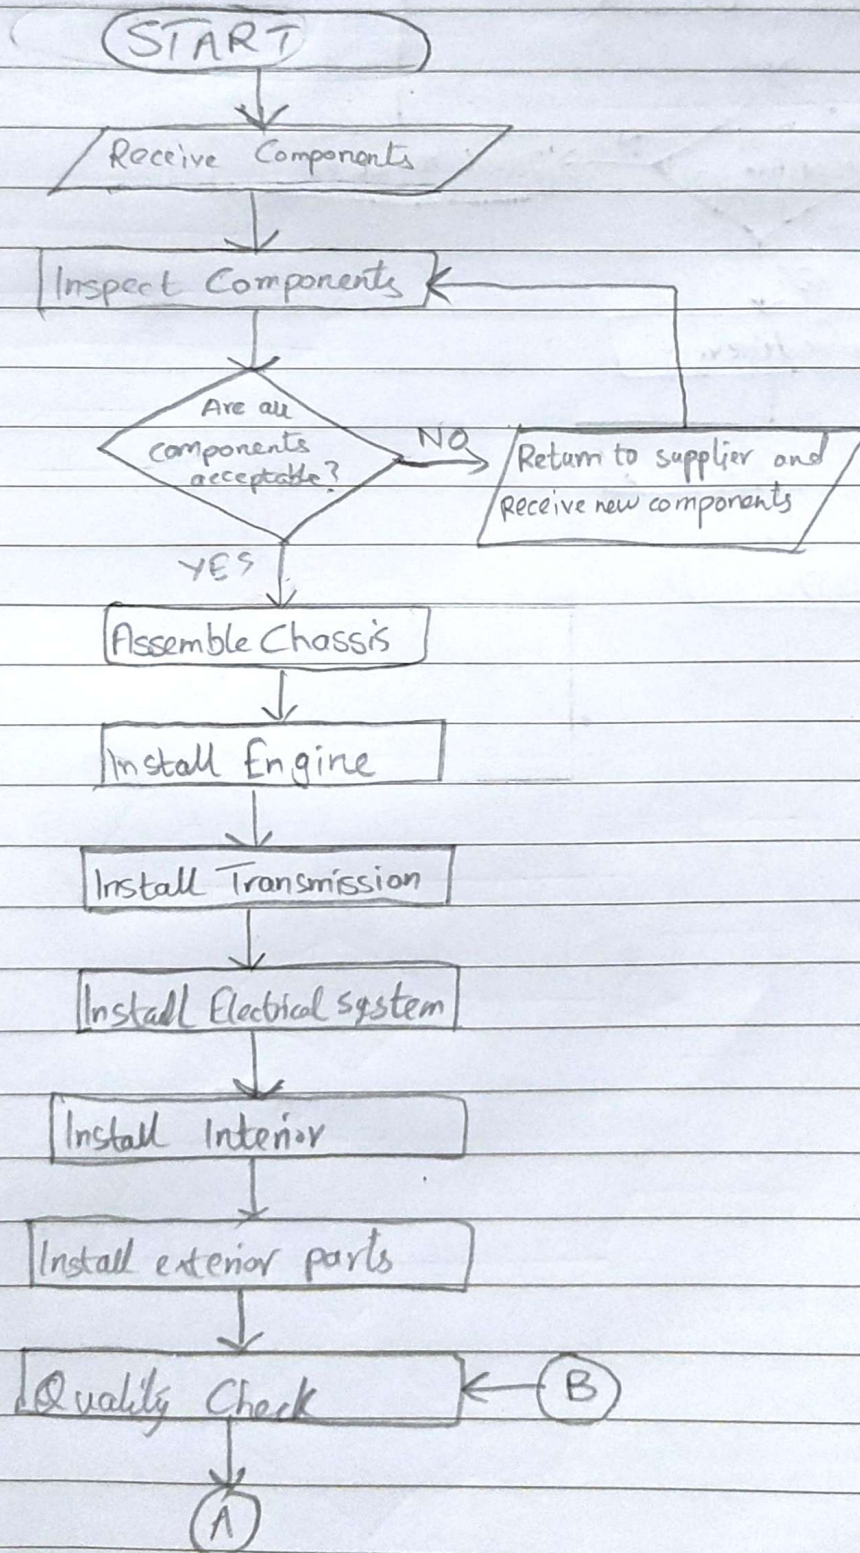 START
Receive Components
Inspect Components
Are all
components
acceptable?
NO
Return to supplier and
Receive new components
YES
Assemble Chassis
Install Engine
Install Transmission
Install Electrical system
Install Interior
Install exterior parts
Quality Check
B
A